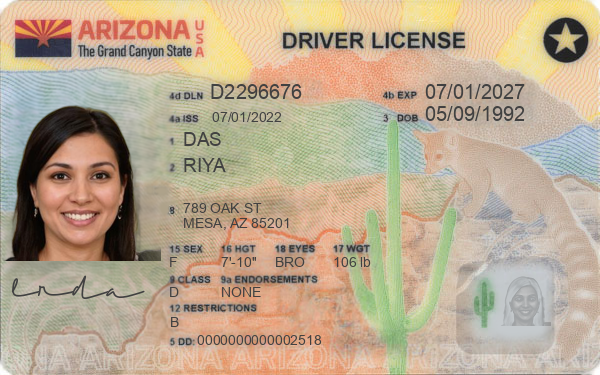 ARIZONA USA
The Grand Canyon State
DRIVER LICENSE
4d DLN D2296676
4b EXP 07/01/2027
4a ISS 07/01/2022
3 DOB 05/09/1992
1 DAS
2 RIYA
8 789 OAK ST
MESA, AZ 85201
15 SEX F
16 HGT 7'-10"
18 EYES BRO
17 WGT 106 lb
9 CLASS D
9a ENDORSEMENTS NONE
12 RESTRICTIONS
B
5 DD: 0000000000002518
ARIZONA ARIZONA ARIZONA ARIZONA